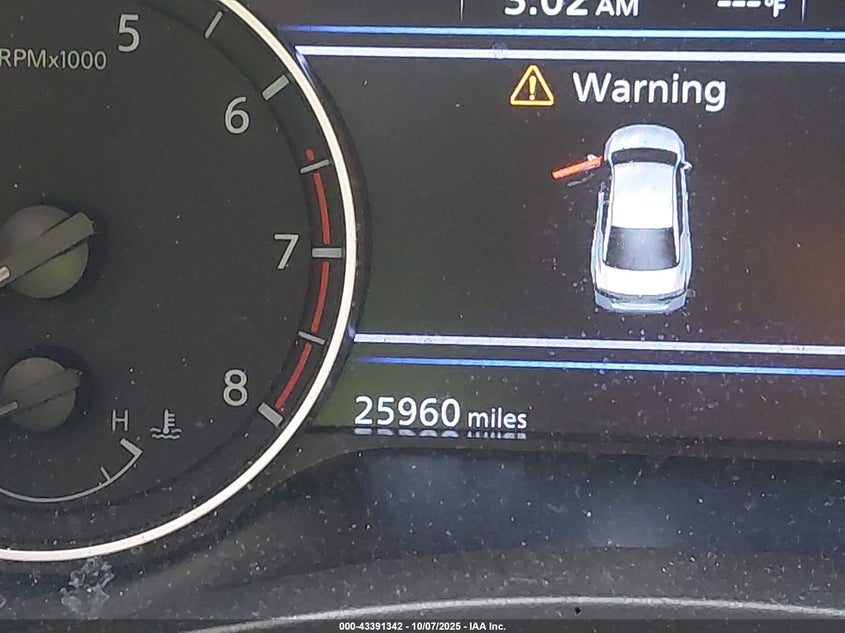 3:02 AM
---°F
5
RPMx1000
6
7
8
H
Warning
25960 miles
000-43391342 - 10/07/2025 - IAA Inc.